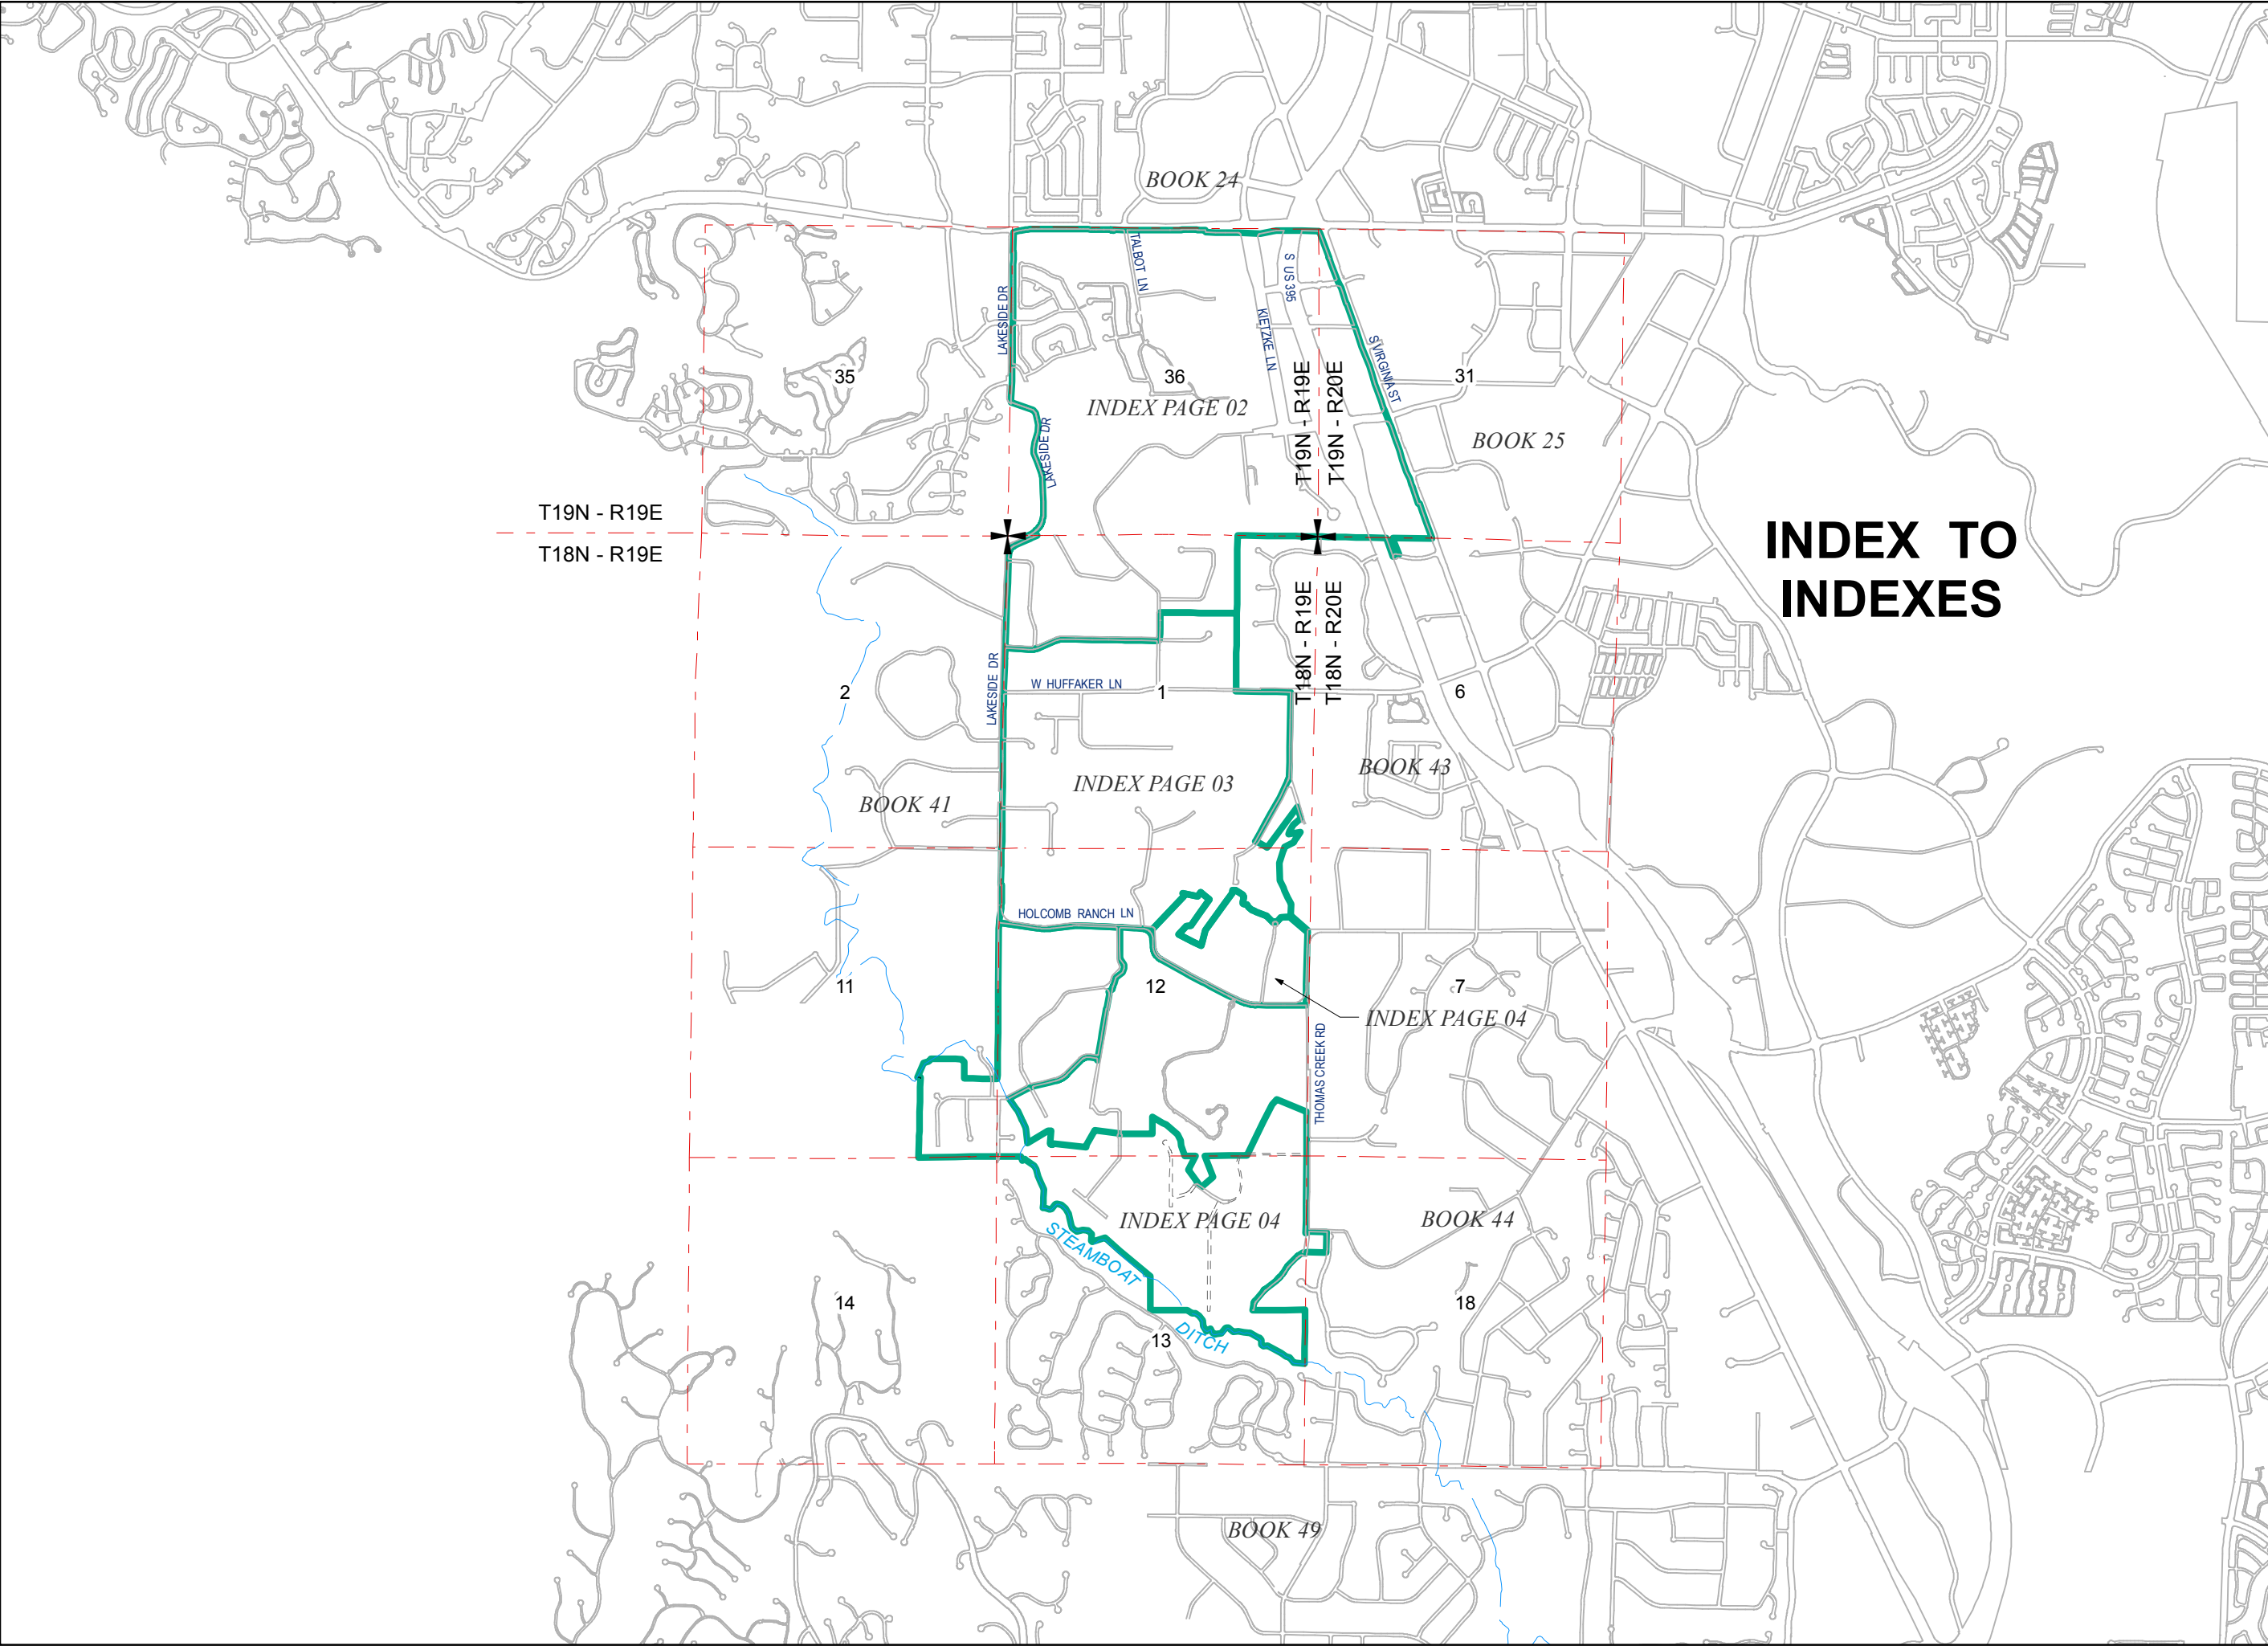 BOOK 24
TALBOT LN
S US 395
LAKESIDE DR
KIETZKE LN
S VIRGINIA ST
35
36
31
T19N - R19E
T19N - R20E
INDEX PAGE 02
LAKESIDE DR
BOOK 25
T19N - R19E
T18N - R19E
INDEX TO
INDEXES
T18N - R19E
T18N - R20E
LAKESIDE DR
W HUFFAKER LN
2
1
6
BOOK 43
INDEX PAGE 03
BOOK 41
HOLCOMB RANCH LN
11
12
7
INDEX PAGE 04
THOMAS CREEK RD
INDEX PAGE 04
BOOK 44
STEAMBOAT
DITCH
14
13
18
BOOK 49